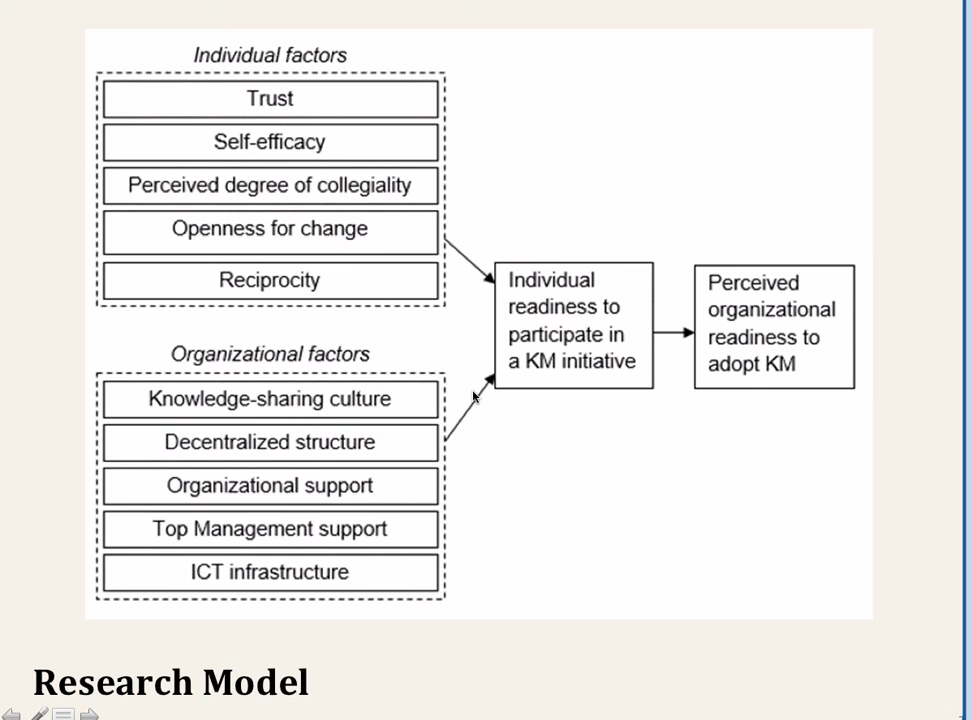 Individual factors
Trust
Self-efficacy
Perceived degree of collegiality
Openness for change
Reciprocity
Organizational factors
Knowledge-sharing culture
Decentralized structure
Organizational support
Top Management support
ICT infrastructure
Individual
readiness to
participate in
a KM initiative
Perceived
organizational
readiness to
adopt KM
Research Model